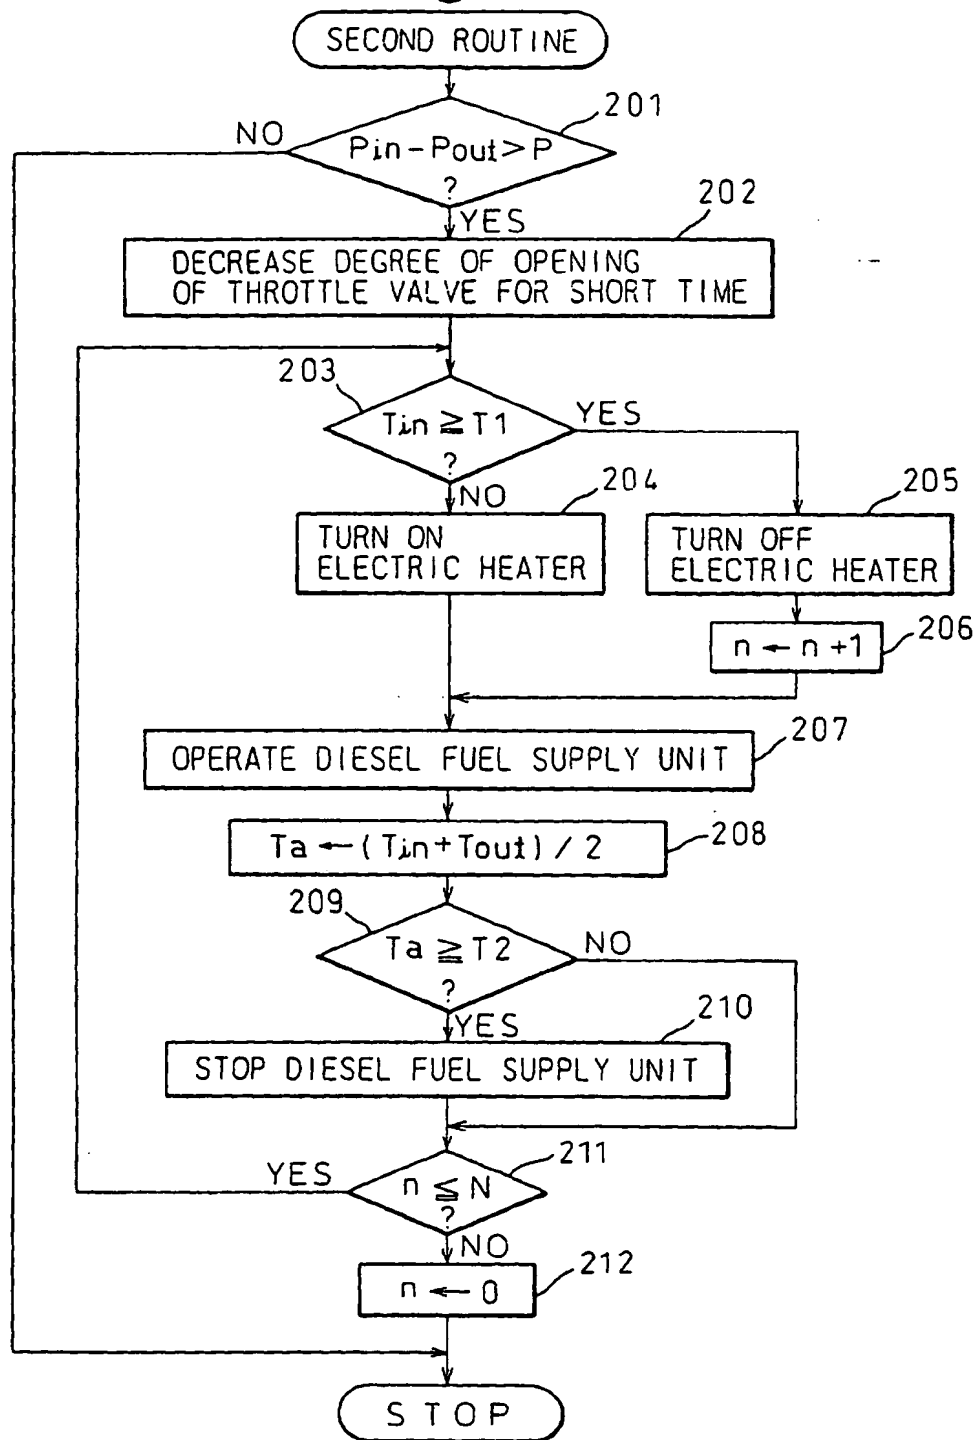 SECOND ROUTINE
201
NO
Pin-Pout>P
?
YES
202
DECREASE DEGREE OF OPENING
OF THROTTLE VALVE FOR SHORT TIME
203
Tin ≧ T1
?
YES
NO
204
205
TURN ON
ELECTRIC HEATER
TURN OFF
ELECTRIC HEATER
206
n ← n +1
207
OPERATE DIESEL FUEL SUPPLY UNIT
208
Ta ← (Tin+Tout) / 2
209
Ta ≧ T2
?
NO
YES
210
STOP DIESEL FUEL SUPPLY UNIT
211
YES
n ≦ N
?
NO
212
n ← 0
STOP